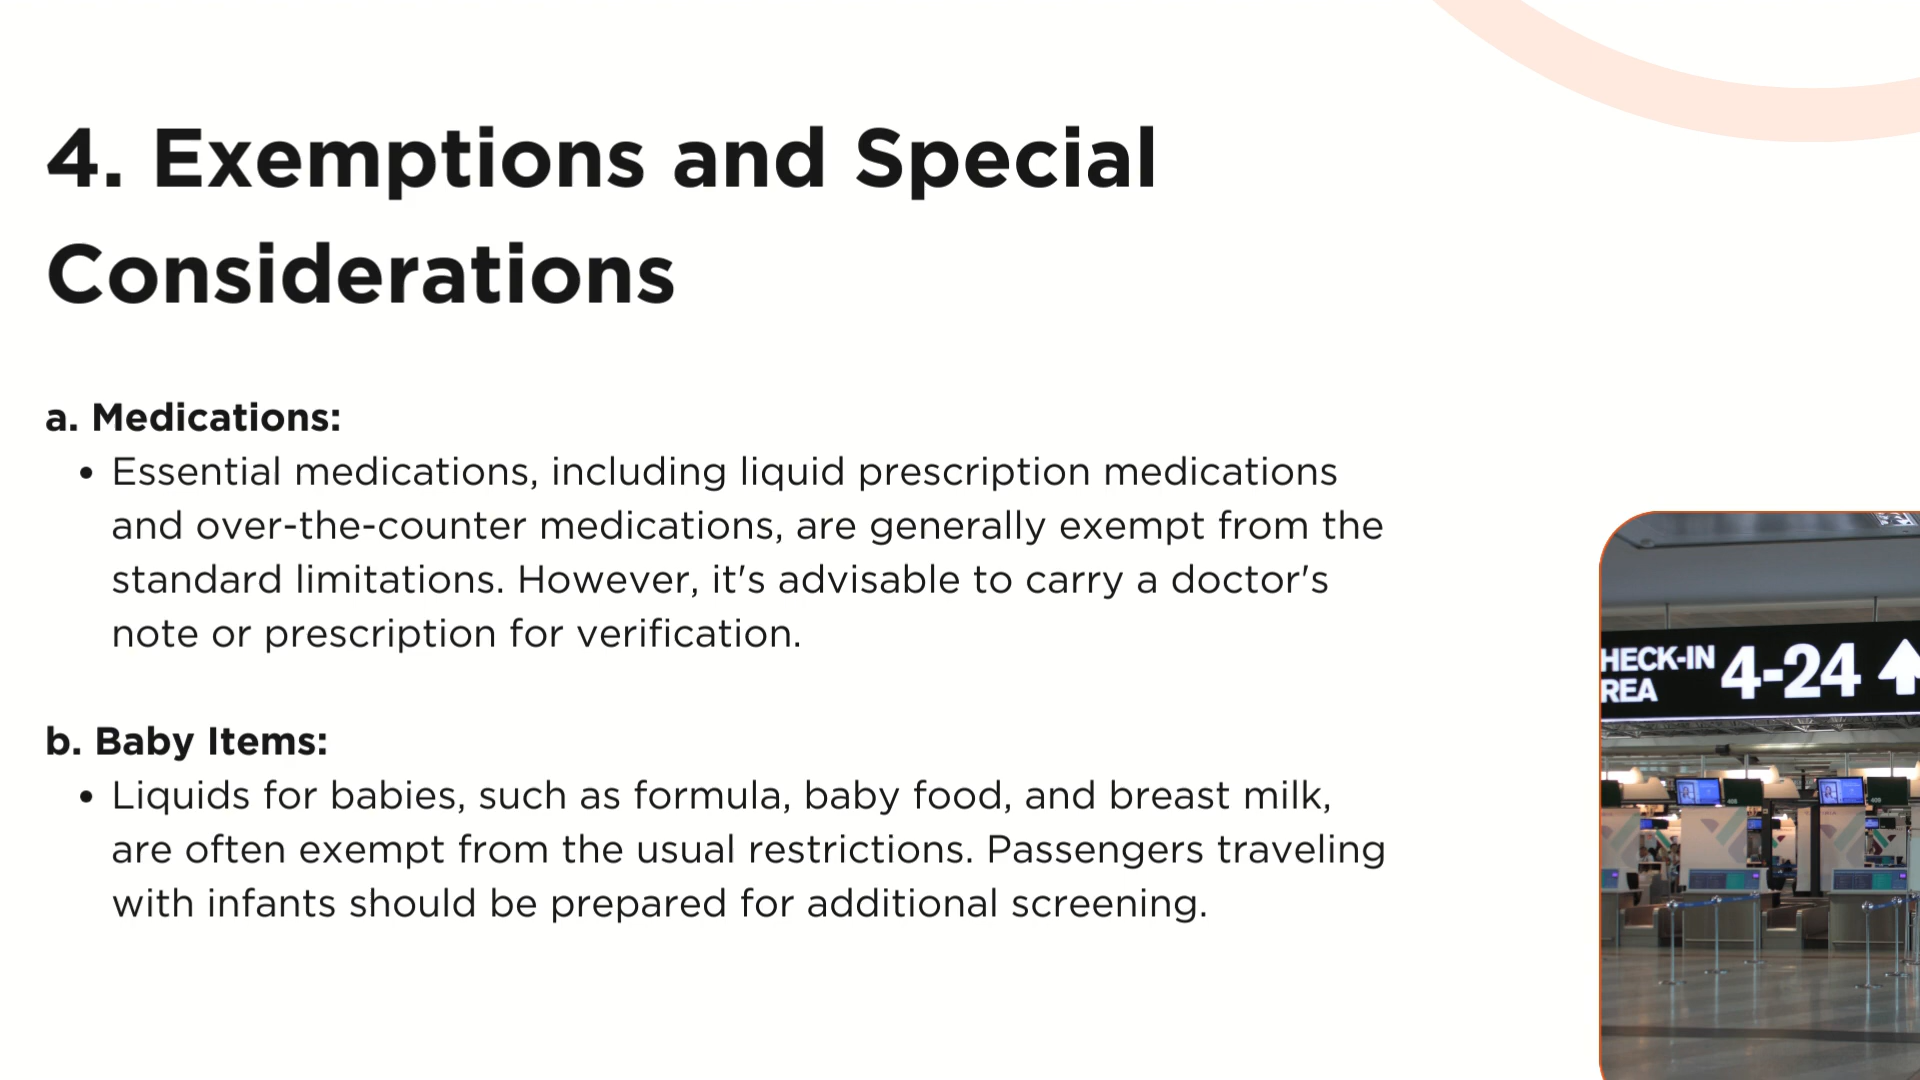 4. Exemptions and Special
Considerations
a. Medications:
• Essential medications, including liquid prescription medications
and over-the-counter medications, are generally exempt from the
standard limitations. However, it's advisable to carry a doctor's
note or prescription for verification.
b. Baby Items:
• Liquids for babies, such as formula, baby food, and breast milk,
are often exempt from the usual restrictions. Passengers traveling
with infants should be prepared for additional screening.
HECK-IN
REA
4-24